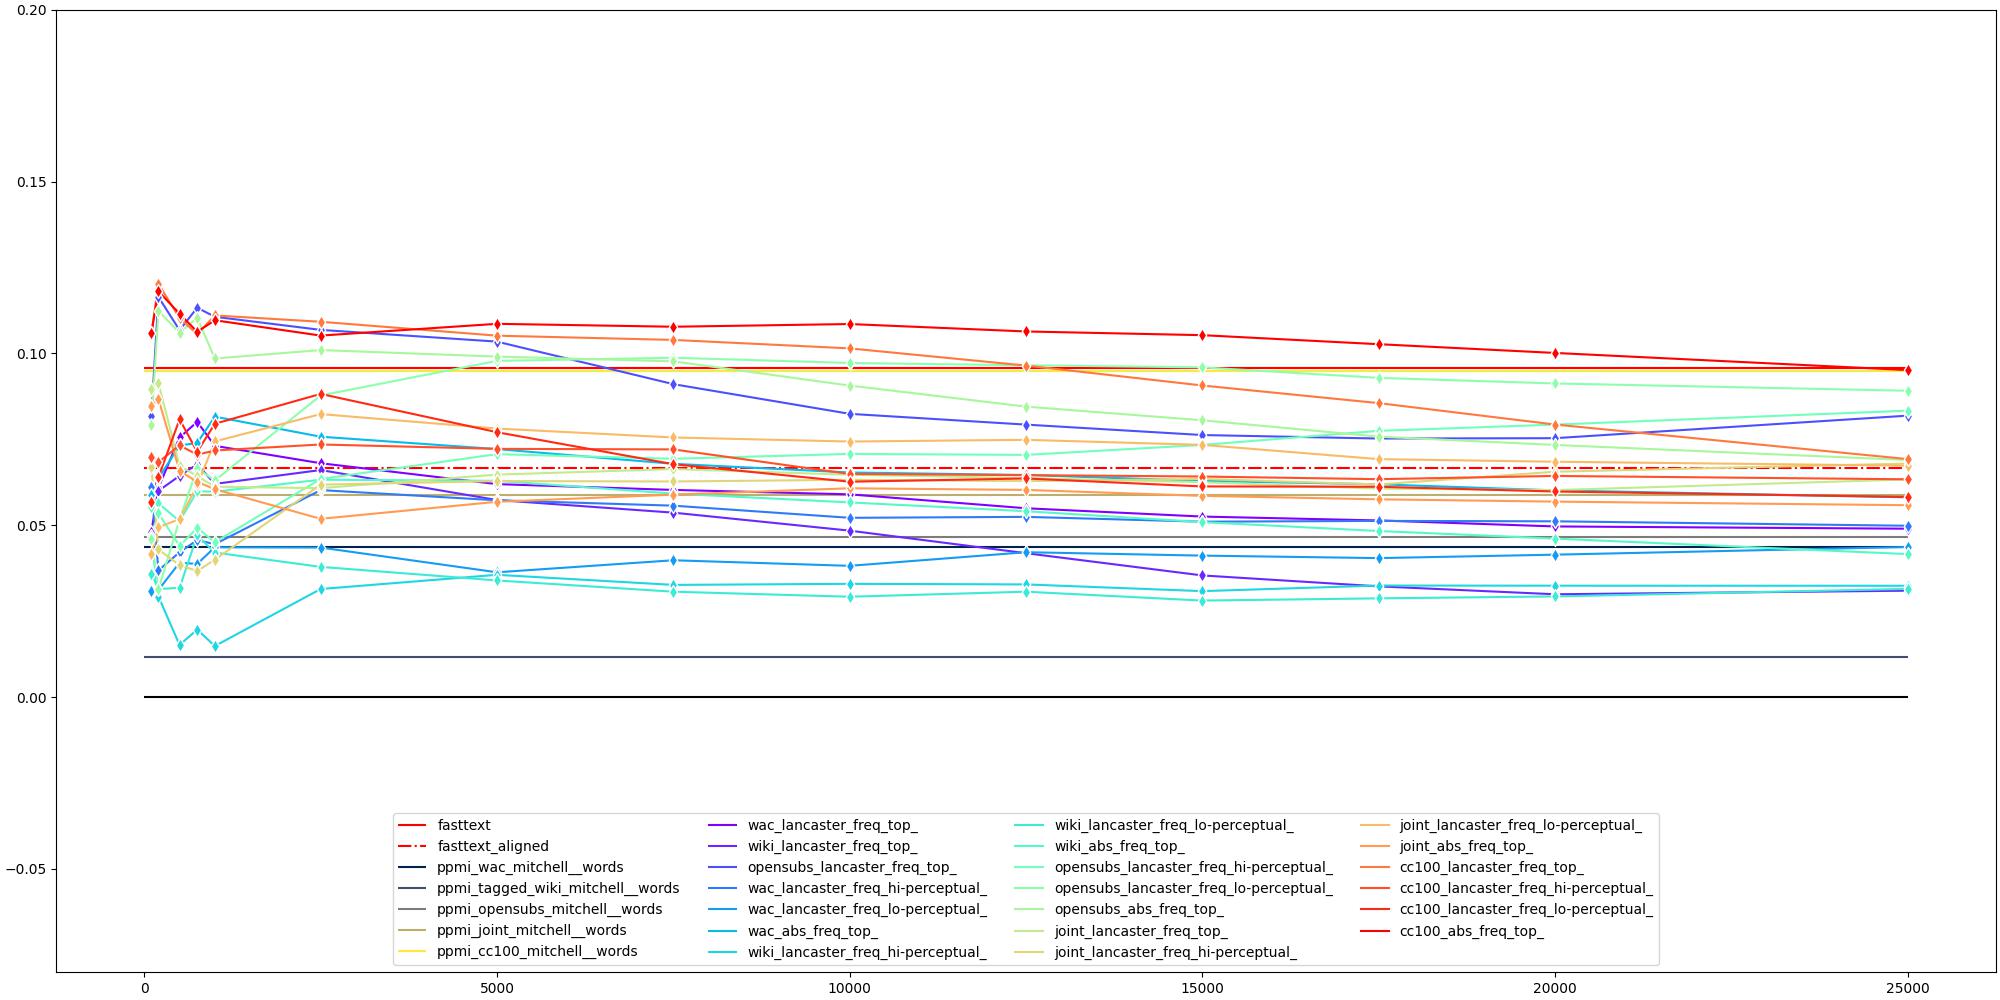 0.20
0.15
0.10
0.05
0.00
−0.05
fasttext
fasttext_aligned
ppmi_wac_mitchell__words
ppmi_tagged_wiki_mitchell__words
ppmi_opensubs_mitchell__words
ppmi_joint_mitchell__words
ppmi_cc100_mitchell__words
wac_lancaster_freq_top_
wiki_lancaster_freq_top_
opensubs_lancaster_freq_top_
wac_lancaster_freq_hi-perceptual_
wac_lancaster_freq_lo-perceptual_
wac_abs_freq_top_
wiki_lancaster_freq_hi-perceptual_
wiki_lancaster_freq_lo-perceptual_
wiki_abs_freq_top_
opensubs_lancaster_freq_hi-perceptual_
opensubs_lancaster_freq_lo-perceptual_
opensubs_abs_freq_top_
joint_lancaster_freq_top_
joint_lancaster_freq_hi-perceptual_
joint_lancaster_freq_lo-perceptual_
joint_abs_freq_top_
cc100_lancaster_freq_top_
cc100_lancaster_freq_hi-perceptual_
cc100_lancaster_freq_lo-perceptual_
cc100_abs_freq_top_
0 5000 10000 15000 20000 25000